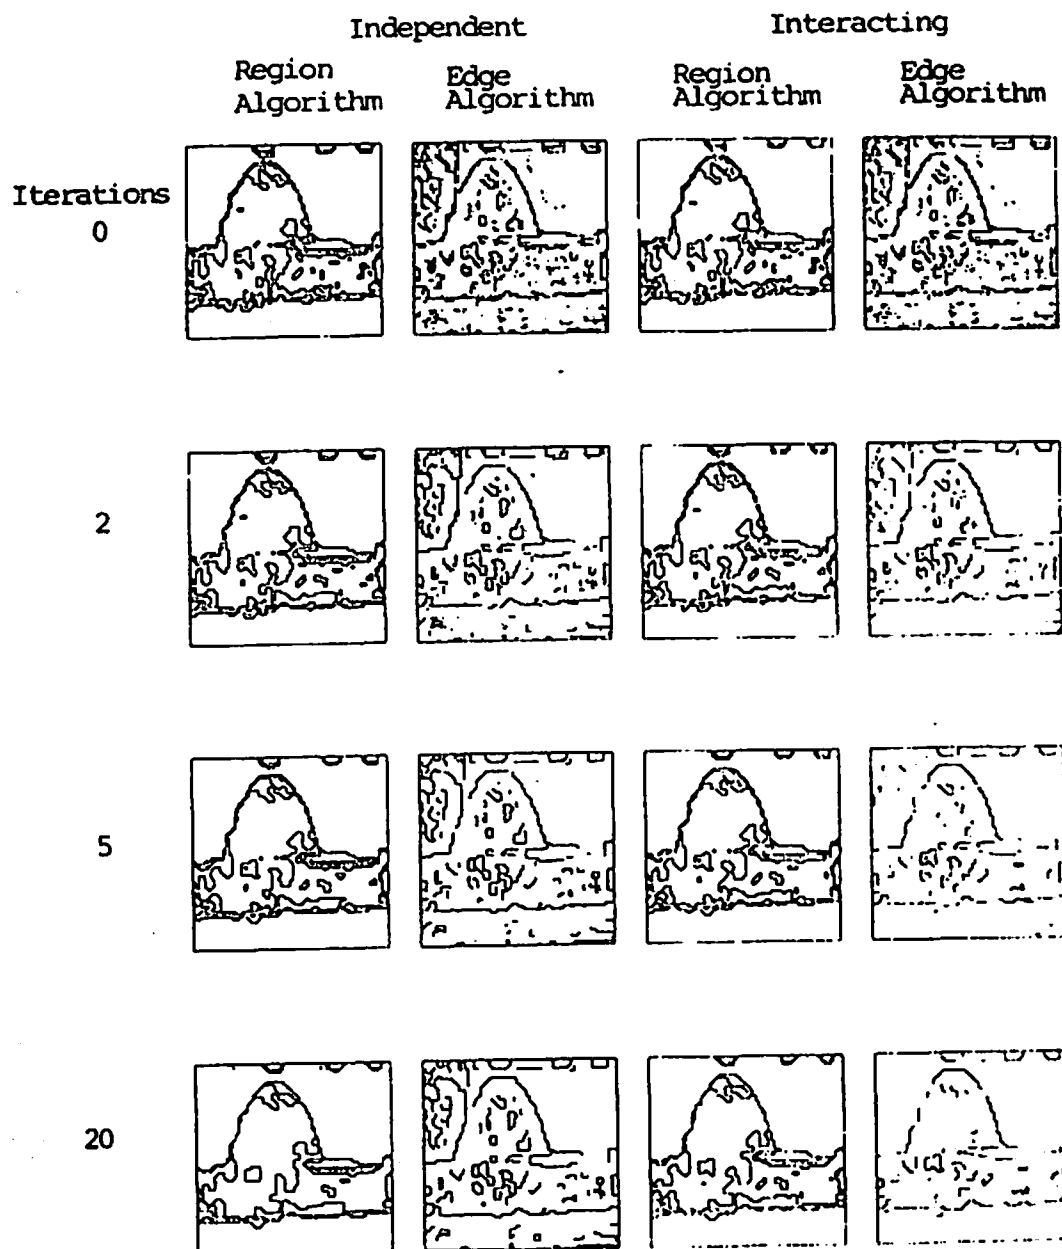 Independent Interacting
Region Edge Region Edge
Algorithm Algorithm Algorithm Algorithm
Iterations
0
2
5
20